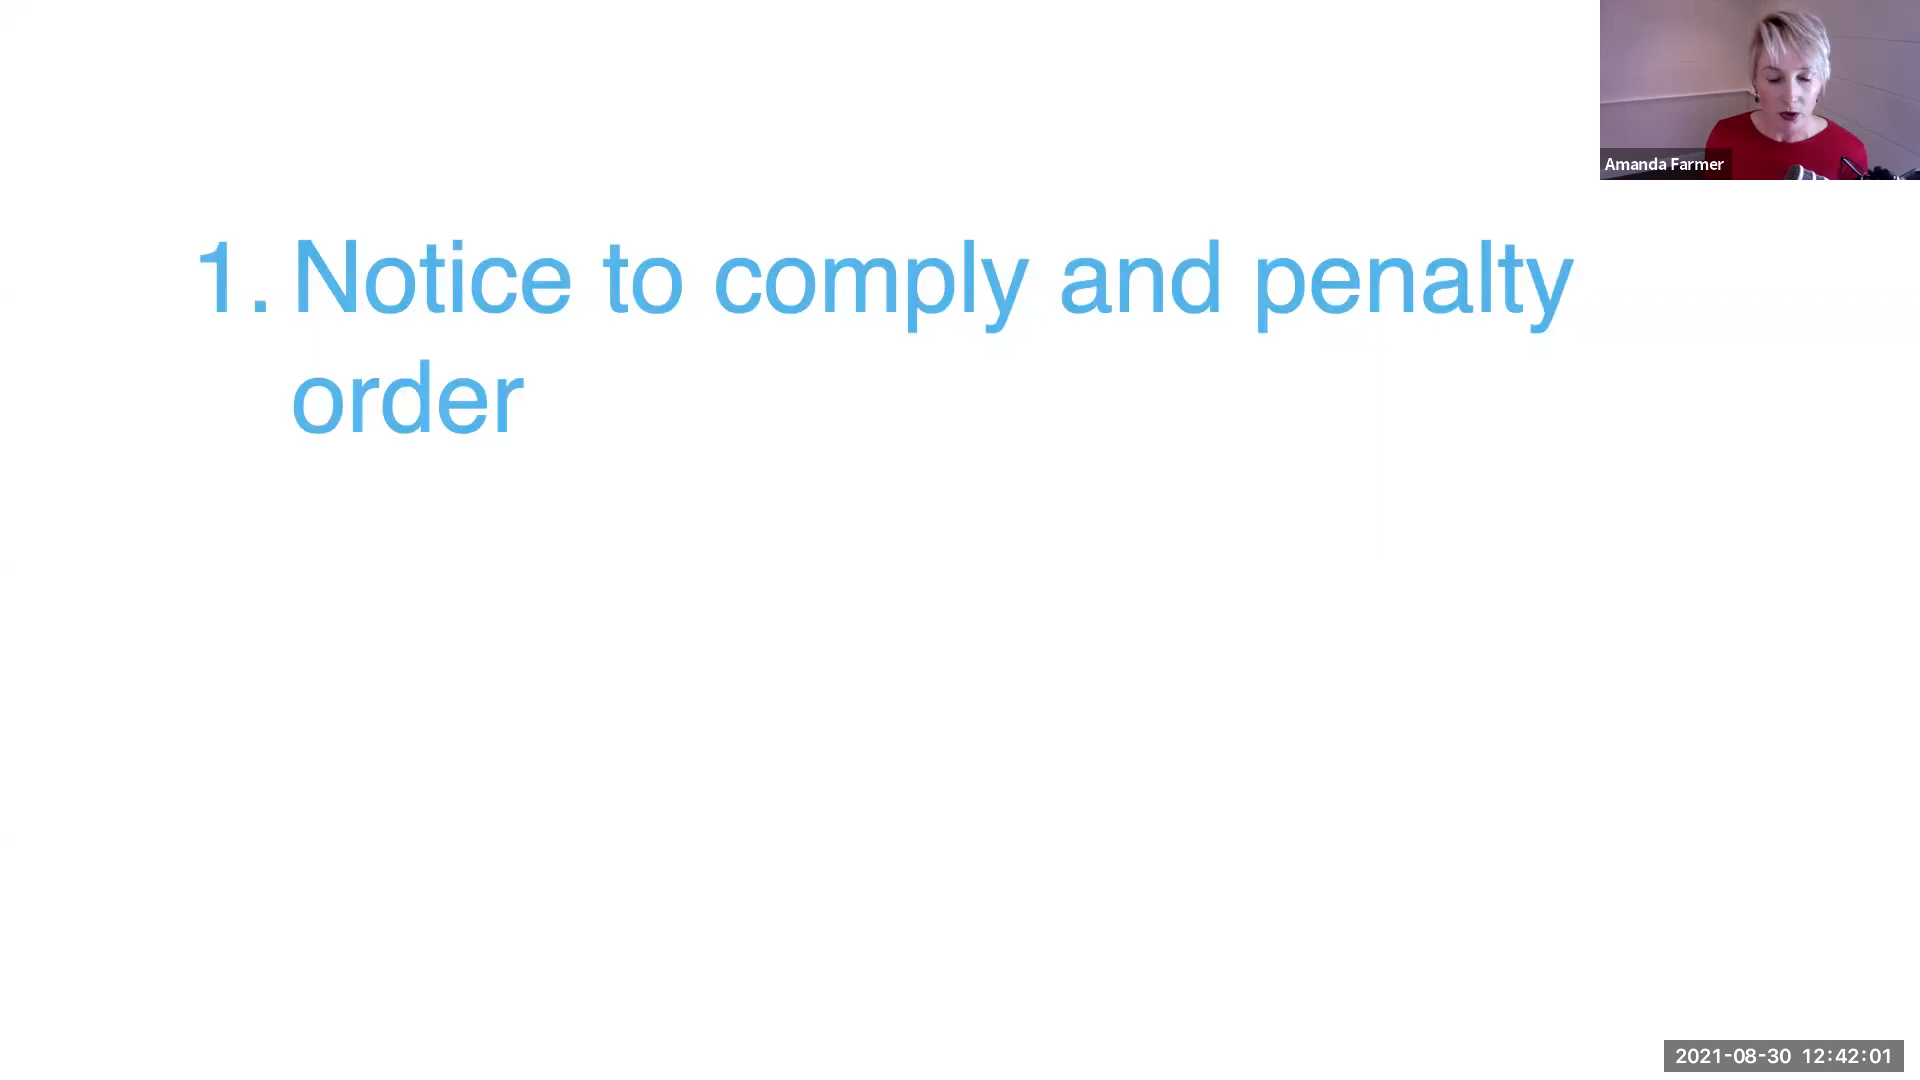 Amanda Farmer
1. Notice to comply and penalty
order
2021-08-30 12:42:01